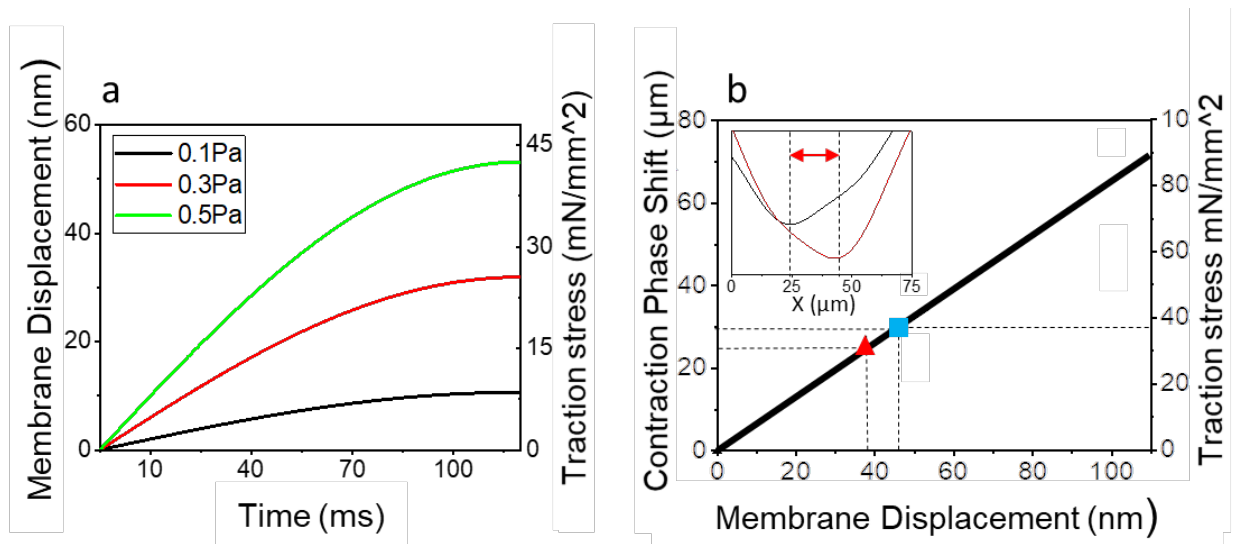 a
Membrane Displacement (nm)
60
40
20
0
0.1Pa
0.3Pa
0.5Pa
45
30
15
0
Traction stress (mN/mm^2)
10
40
70
100
Time (ms)
b
Contraction Phase Shift (μm)
80
60
40
20
0
0
25
50
75
X (μm)
10
80
60
40
20
0
Traction stress mN/mm^2
0
20
40
60
80
100
Membrane Displacement (nm)